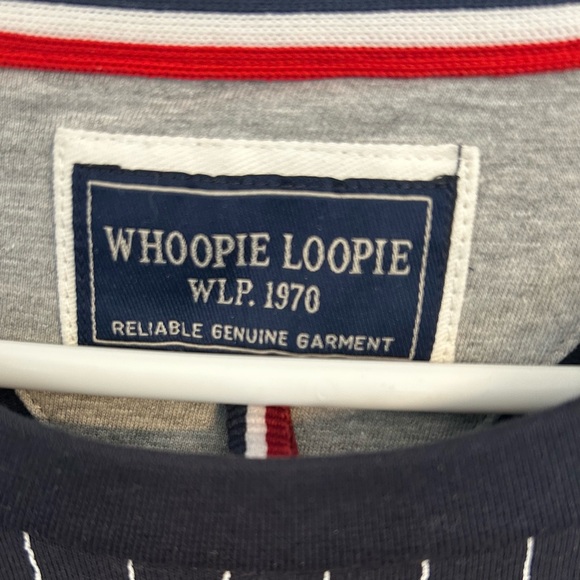 WHOOPIE LOOPIE
WLP. 1970
RELIABLE GENUINE GARMENT